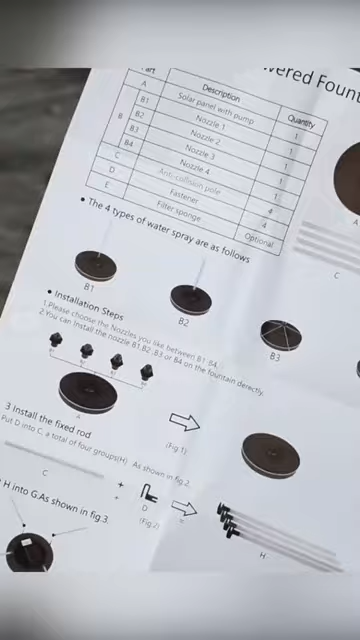 wered Fount
Part Description Quantity
A Solar panel with pump 1
B B1 Nozzle 1 1
B2 Nozzle 2 1
B3 Nozzle 3 1
B4 Nozzle 4 1
C Anti-collision pole 4
D Fastener 4
E Filter sponge Optional
• The 4 types of water spray are as follows
A
C
B1
B2
B3
• Installation Steps
1.Please choose the Nozzles you like between B1-B4,
2.You can Install the nozzle B1,B2 ,B3 or B4 on the fountain derectly.
A
(Fig.1)
3 Install the fixed rod
Put D into C, a total of four groups(H). As shown in fig.2.
C
+
D
=
(Fig.2)
H
H into G.As shown in fig.3.